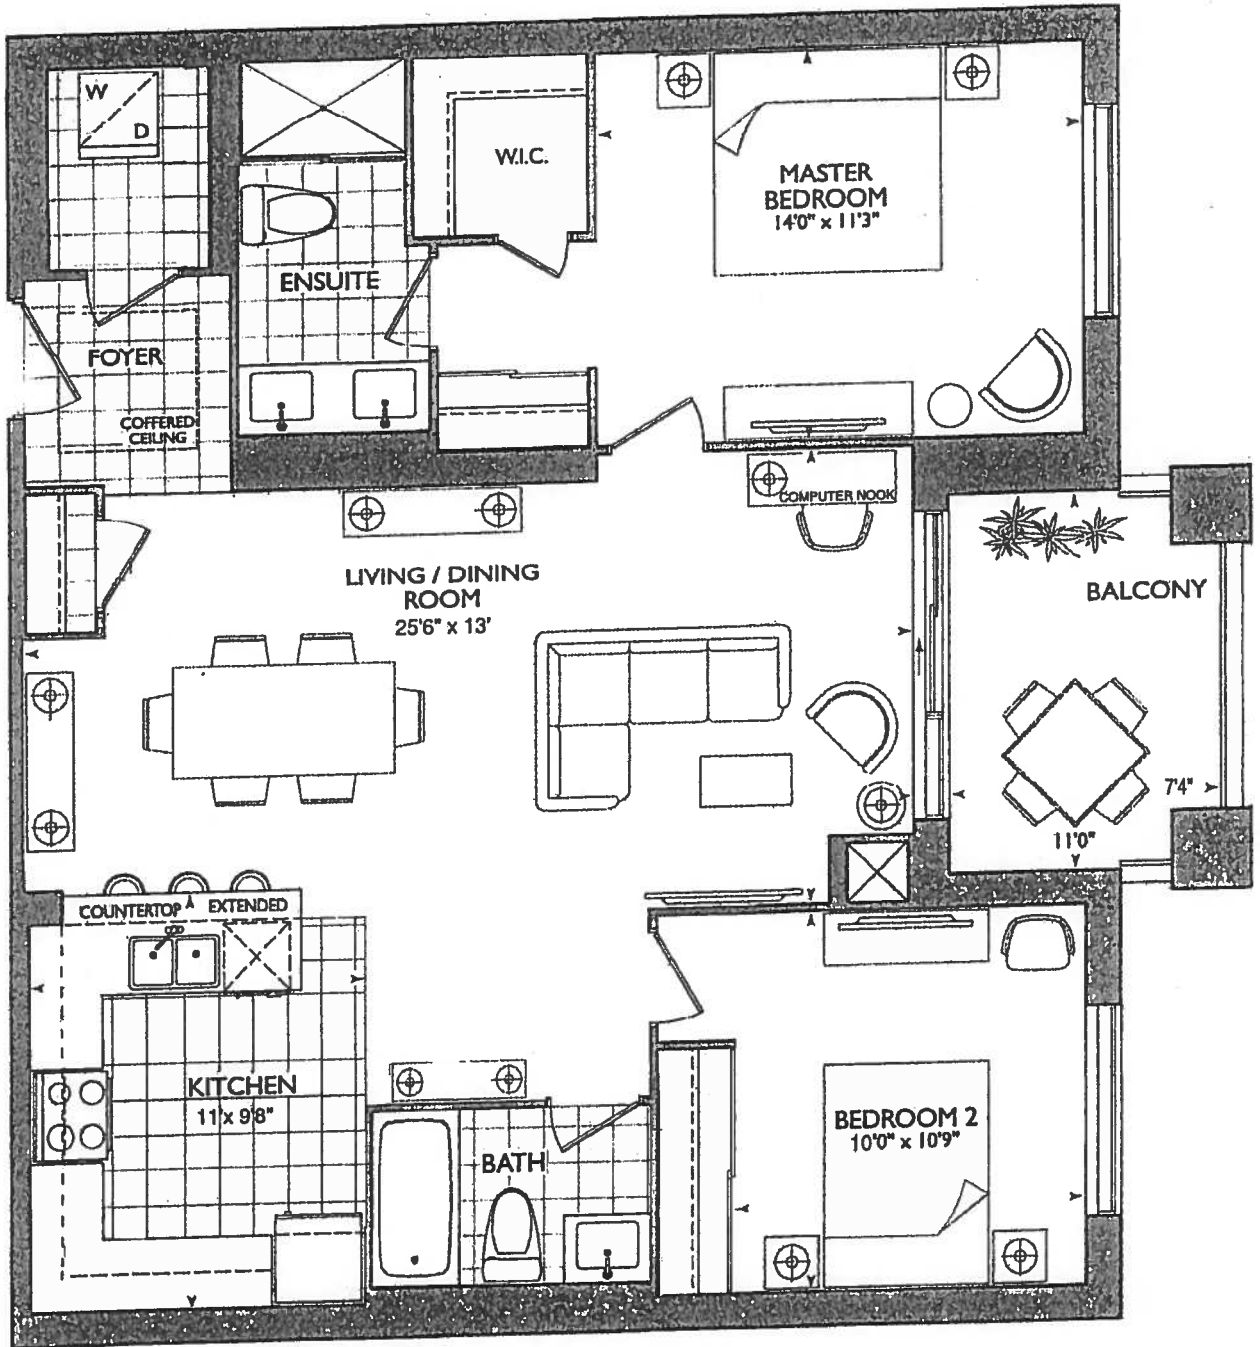 W
D
W.I.C.
MASTER
BEDROOM
14'0" x 11'3"
ENSUITE
FOYER
COFFERED
CEILING
COMPUTER NOOK
LIVING / DINING
ROOM
25'6" x 13'
BALCONY
7'4"
11'0"
COUNTERTOP EXTENDED
KITCHEN
11' x 9'8"
BATH
BEDROOM 2
10'0" x 10'9"